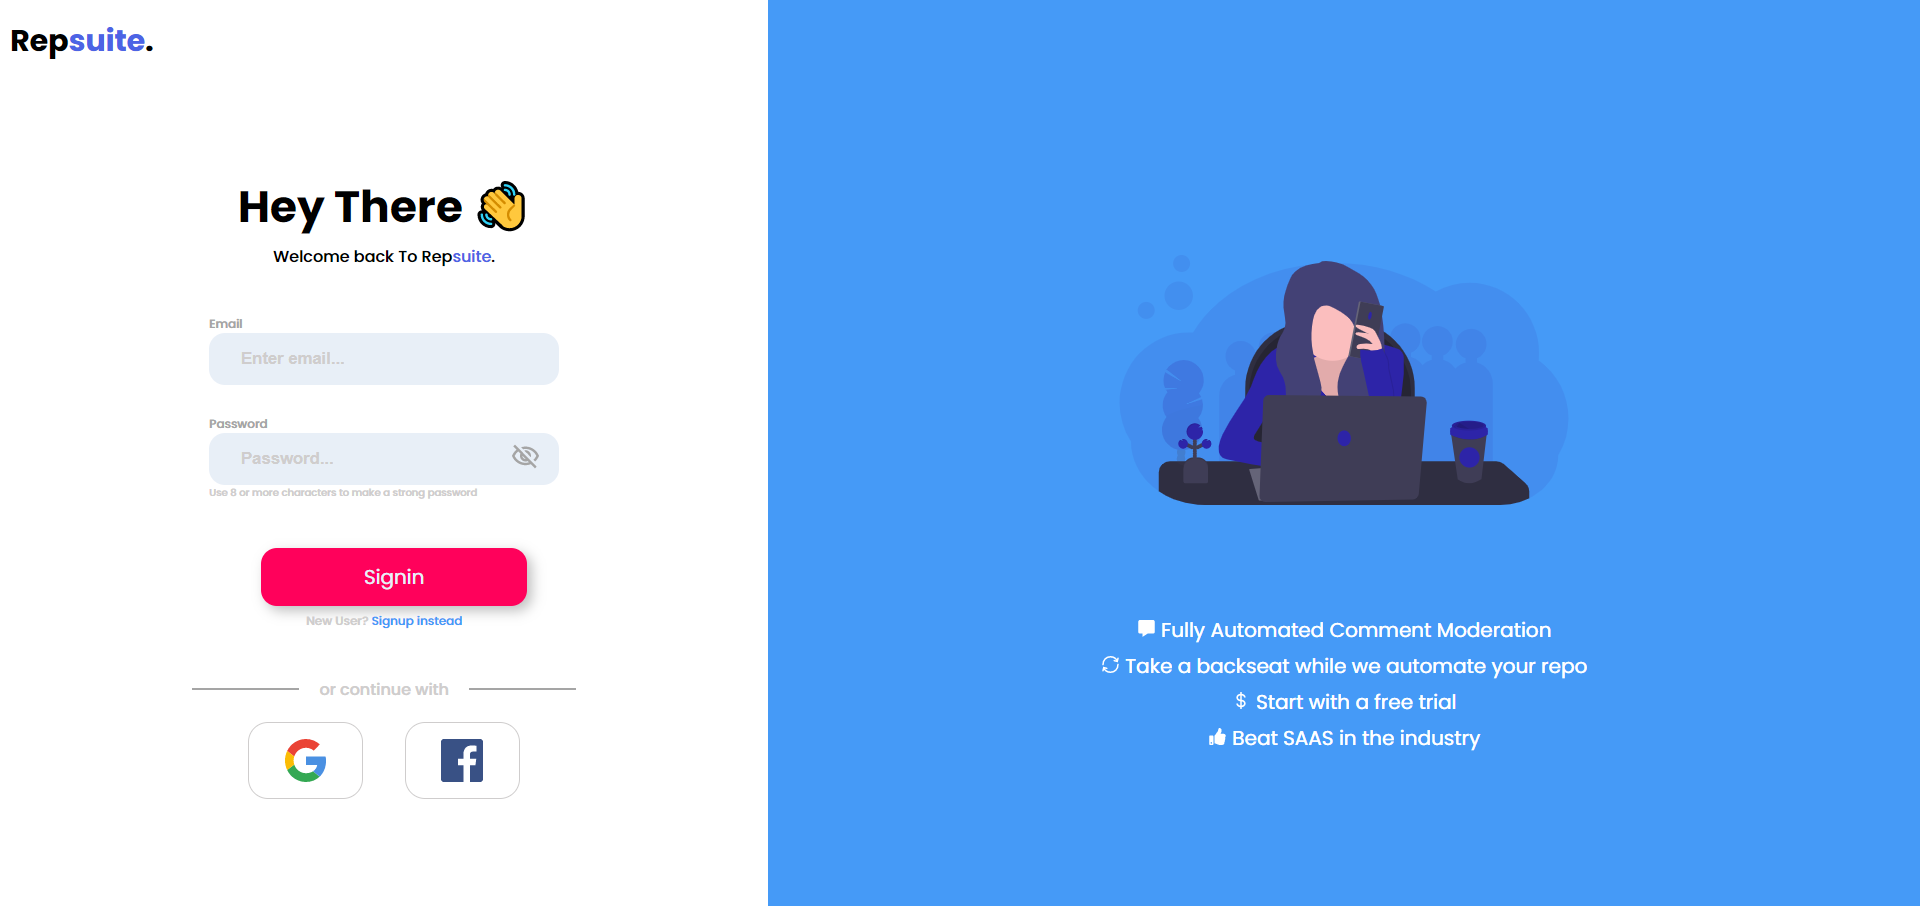 Repsuite.
Hey There
Welcome back To Repsuite.
Email
Enter email...
Password
Password...
Use 8 or more characters to make a strong password
Signin
New User? Signup instead
or continue with
Fully Automated Comment Moderation
Take a backseat while we automate your repo
$ Start with a free trial
Beat SAAS in the industry